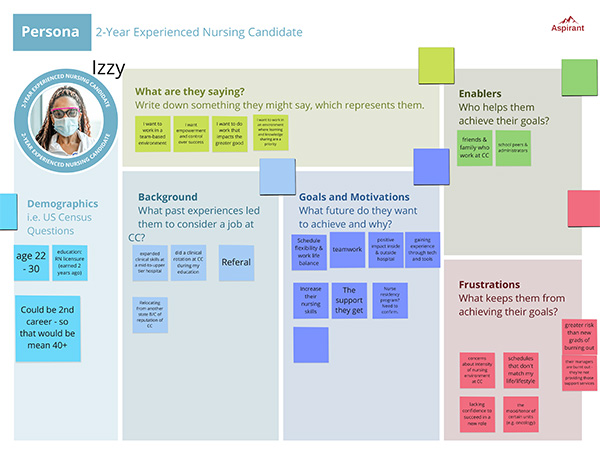 Persona
2-Year Experienced Nursing Candidate
Aspirant
Izzy
2-YEAR EXPERIENCED NURSING CANDIDATE
2-YEAR EXPERIENCED NURSING CANDIDATE
What are they saying?
Write down something they might say, which represents them.
I want to
work in a
team-based
environment
I want
empowerment
and control
over success
I want to do
work that
impacts the
greater good
I want to work in
an environment
where learning
and knowledge
sharing are a
priority
Enablers
Who helps them
achieve their goals?
friends &
family who
work at CC
school peers &
administrators
Demographics
i.e. US Census
Questions
age 22
- 30
education:
RN licensure
(earned 2
years ago)
Could be 2nd
career - so
that would be
mean 40+
Background
What past experiences led
them to consider a job at
CC?
expanded
clinical skills at
a mid-to-upper
tier hospital
did a clinical
rotation at CC
during my
education
Referal
Relocating from
another state B/C
of reputation of
CC
Goals and Motivations
What future do they want
to achieve and why?
Schedule
flexibility &
work life
balance
teamwork
positive
impact inside
& outside
hospital
gaining
experience
through tech
and tools
increase
their nursing
skills
The
support they
get
Nurse
residency
program?
Need to
confirm.
Frustrations
What keeps them from
achieving their goals?
greater risk
than new
grads of
burning out
concerns
about intensity
of nursing
environment
at CC
schedules
that don't
match my
life/lifestyle
their managers
are burnt out -
they're not
providing those
support services
lacking
confidence to
succeed in a
new role
the
mood/tenor of
certain units
(e.g. oncology)